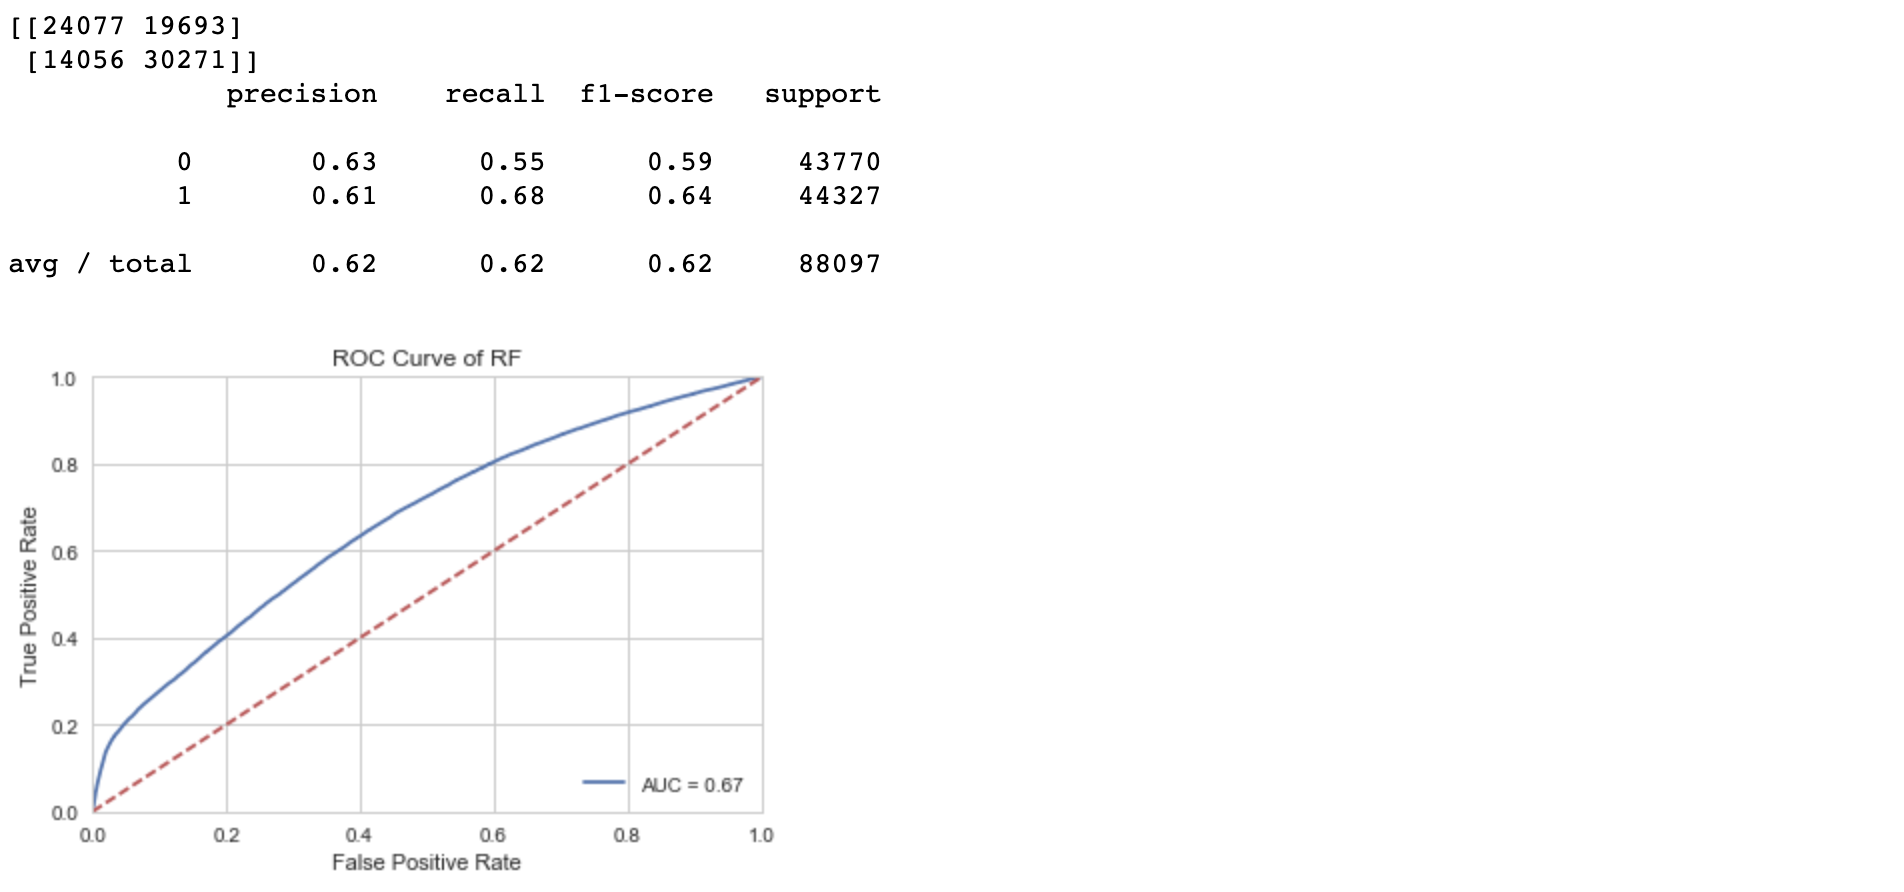 [[24077 19693]
[14056 30271]]
precision recall f1-score support
0 0.63 0.55 0.59 43770
1 0.61 0.68 0.64 44327
avg / total 0.62 0.62 0.62 88097
ROC Curve of RF
1.0
0.8
0.6
0.4
0.2
0.0
True Positive Rate
AUC = 0.67
0.0 0.2 0.4 0.6 0.8 1.0
False Positive Rate